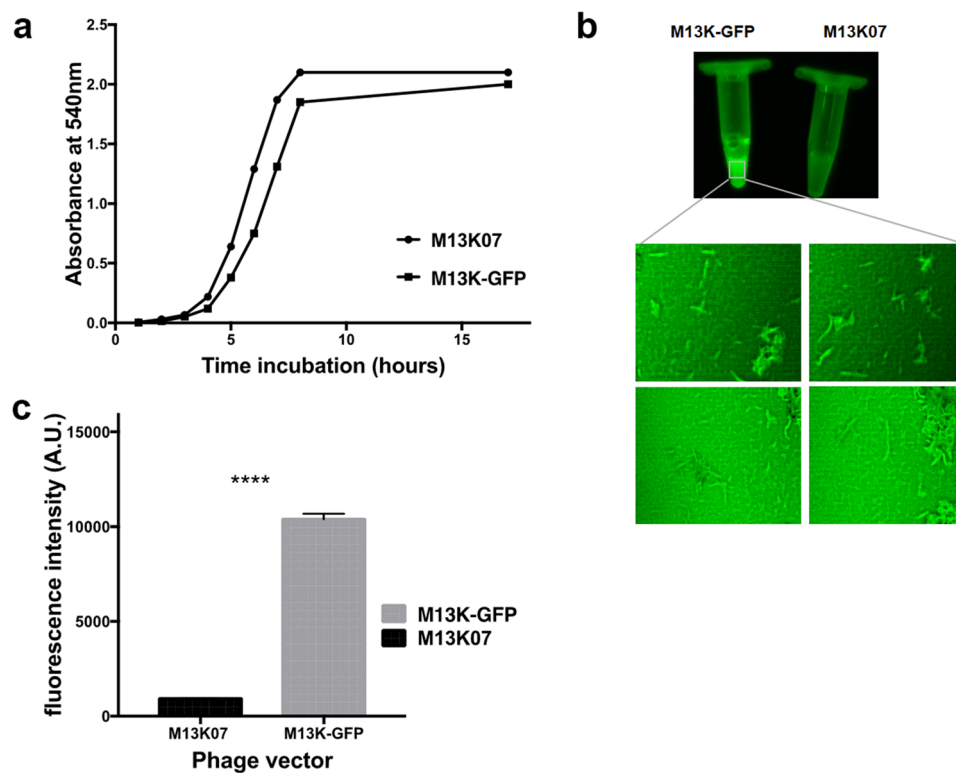 a
2.5
2.0
1.5
1.0
0.5
0.0
0
5
10
15
Absorbance at 540nm
Time incubation (hours)
M13K07
M13K-GFP
b
M13K-GFP
M13K07
c
15000
10000
5000
0
fluorescence intensity (A.U.)
****
M13K-GFP
M13K07
M13K07
M13K-GFP
Phage vector